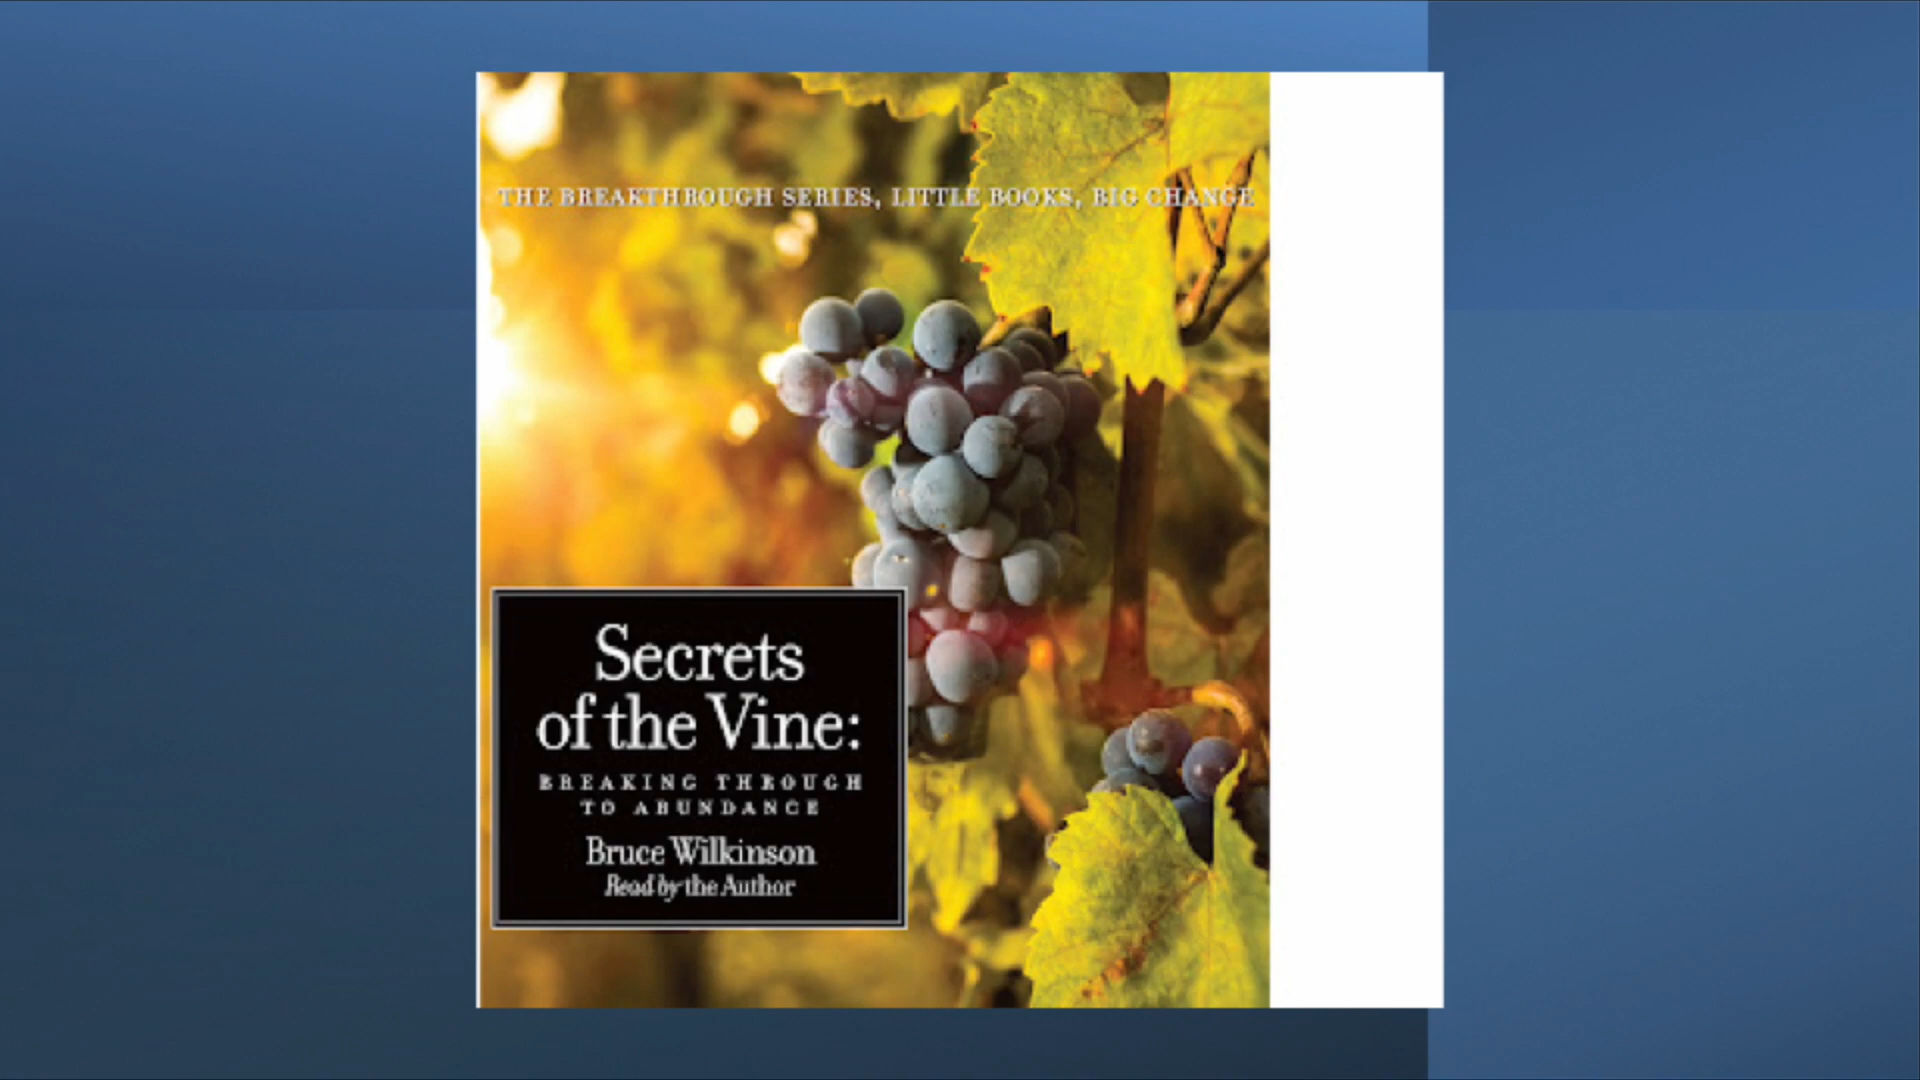 THE BREAKTHROUGH SERIES, LITTLE BOOKS, BIG CHANGE
Secrets
of the Vine:
BREAKING THROUGH
TO ABUNDANCE
Bruce Wilkinson
Read by the Author